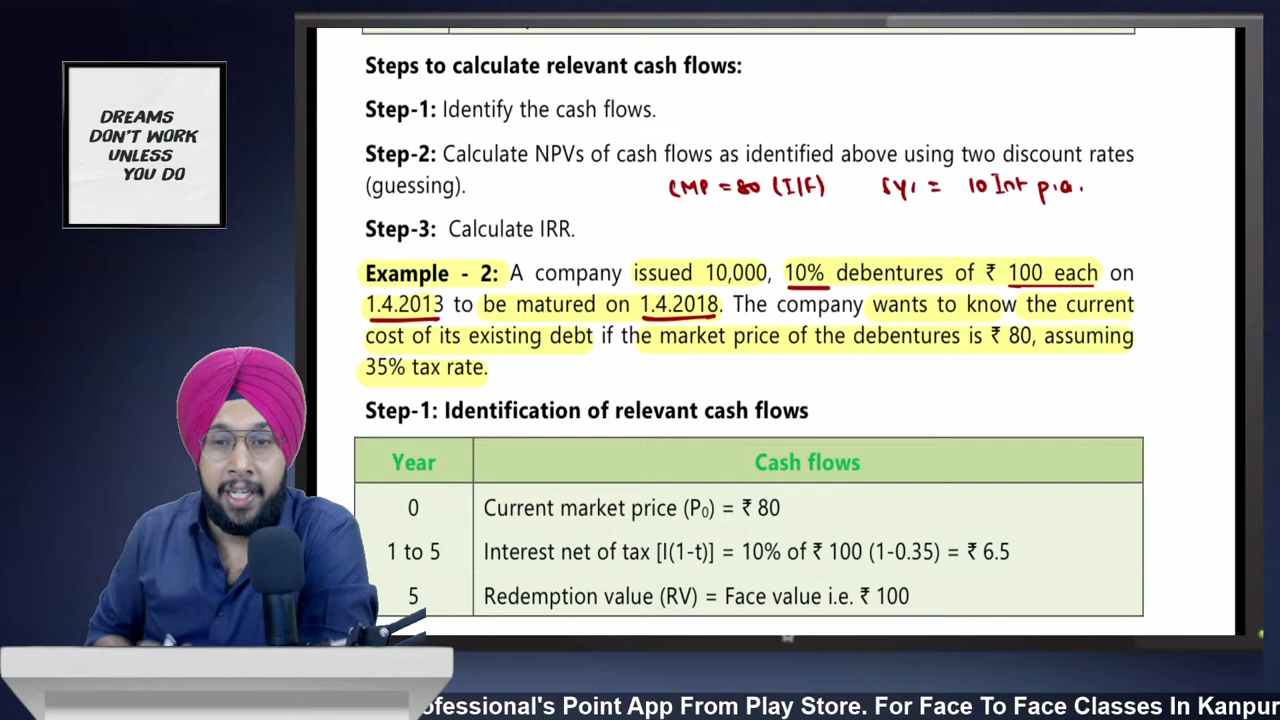 DREAMS
DON'T WORK
UNLESS
YOU DO
Steps to calculate relevant cash flows:
Step-1: Identify the cash flows.
Step-2: Calculate NPVs of cash flows as identified above using two discount rates
(guessing).
CMP = 80 (I/F) 5yr = 10 Int p.a.
Step-3: Calculate IRR.
Example - 2: A company issued 10,000, 10% debentures of ₹ 100 each on
1.4.2013 to be matured on 1.4.2018. The company wants to know the current
cost of its existing debt if the market price of the debentures is ₹ 80, assuming
35% tax rate.
Step-1: Identification of relevant cash flows
Year Cash flows
0 Current market price (P₀) = ₹ 80
1 to 5 Interest net of tax [I(1-t)] = 10% of ₹ 100 (1-0.35) = ₹ 6.5
5 Redemption value (RV) = Face value i.e. ₹ 100
ofessional's Point App From Play Store. For Face To Face Classes In Kanpur